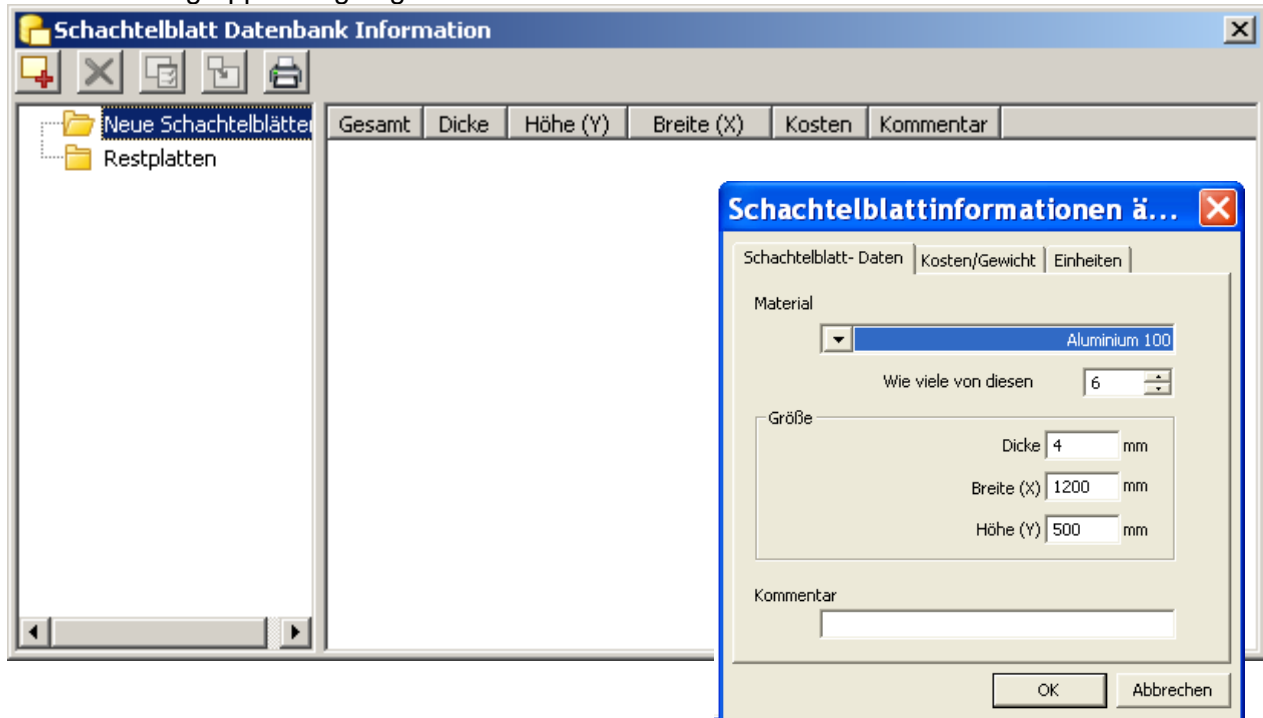 Schachtelblatt Datenbank Information
Neue Schachtelblätter
Restplatten
Gesamt Dicke Höhe (Y) Breite (X) Kosten Kommentar
Schachtelblattinformationen ä...
Schachtelblatt- Daten Kosten/Gewicht Einheiten
Material
Aluminium 100
Wie viele von diesen 6
Größe
Dicke 4 mm
Breite (X) 1200 mm
Höhe (Y) 500 mm
Kommentar
OK Abbrechen